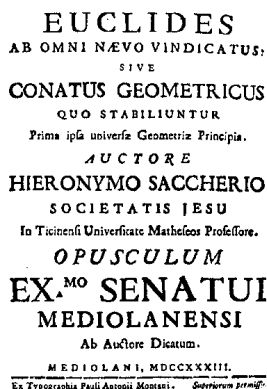 EUCLIDES
AB OMNI NÆVO VINDICATUS:
SIVE
CONATUS GEOMETRICUS
QUO STABILIUNTUR
Prima ipsa universæ Geometriæ Principia.
AUCTORE
HIERONYMO SACCHERIO
SOCIETATIS JESU
In Ticinensi Universitate Matheseos Professore.
OPUSCULUM
EX.MO SENATUI
MEDIOLANENSI
Ab Auctore Dicatum.
MEDIOLANI, MDCCXXXIII.
Ex Typographia Pauli Antonii Montani. Superiorum permissu.